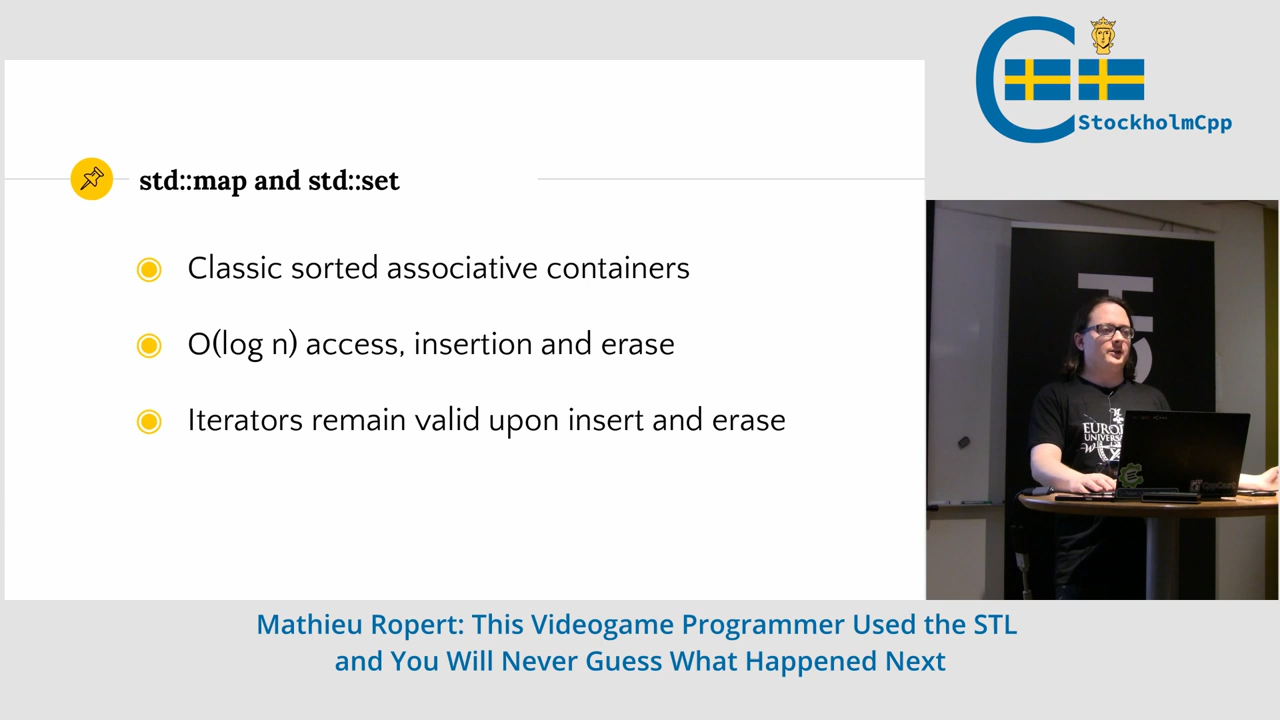 StockholmCpp
std::map and std::set
Classic sorted associative containers
O(log n) access, insertion and erase
Iterators remain valid upon insert and erase
EUROP
UNIVERS
Mathieu Ropert: This Videogame Programmer Used the STL
and You Will Never Guess What Happened Next